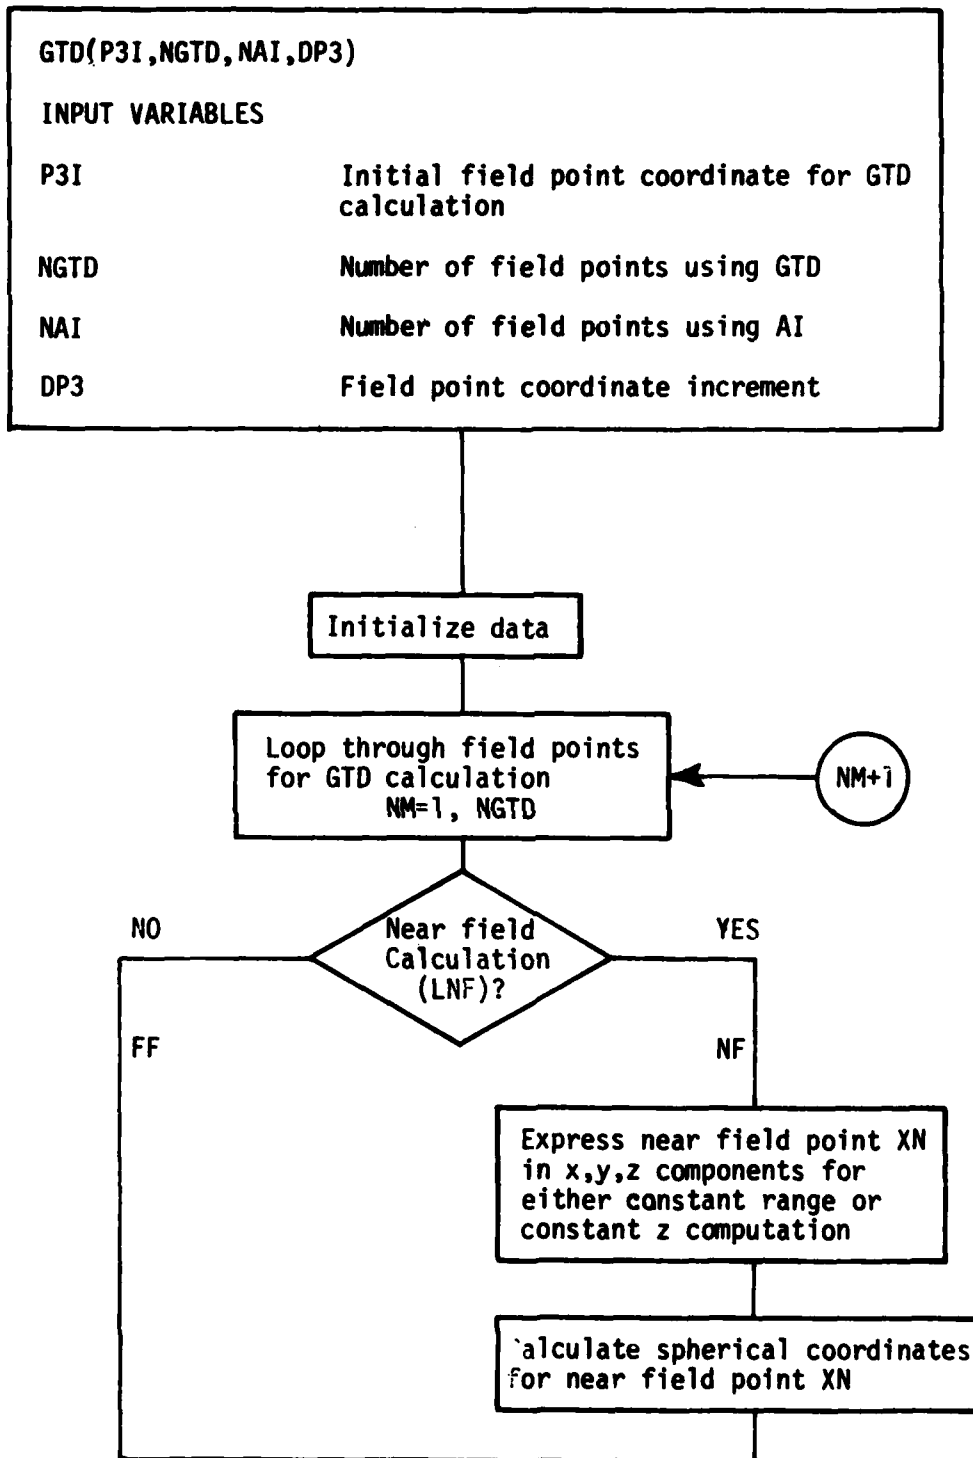 GTD(P3I,NGTD,NAI,DP3)
INPUT VARIABLES
P3I Initial field point coordinate for GTD
calculation
NGTD Number of field points using GTD
NAI Number of field points using AI
DP3 Field point coordinate increment
Initialize data
Loop through field points
for GTD calculation
NM=1, NGTD
NM+1
NO
Near field
Calculation
(LNF)?
YES
FF
NF
Express near field point XN
in x,y,z components for
either constant range or
constant z computation
alculate spherical coordinates
for near field point XN